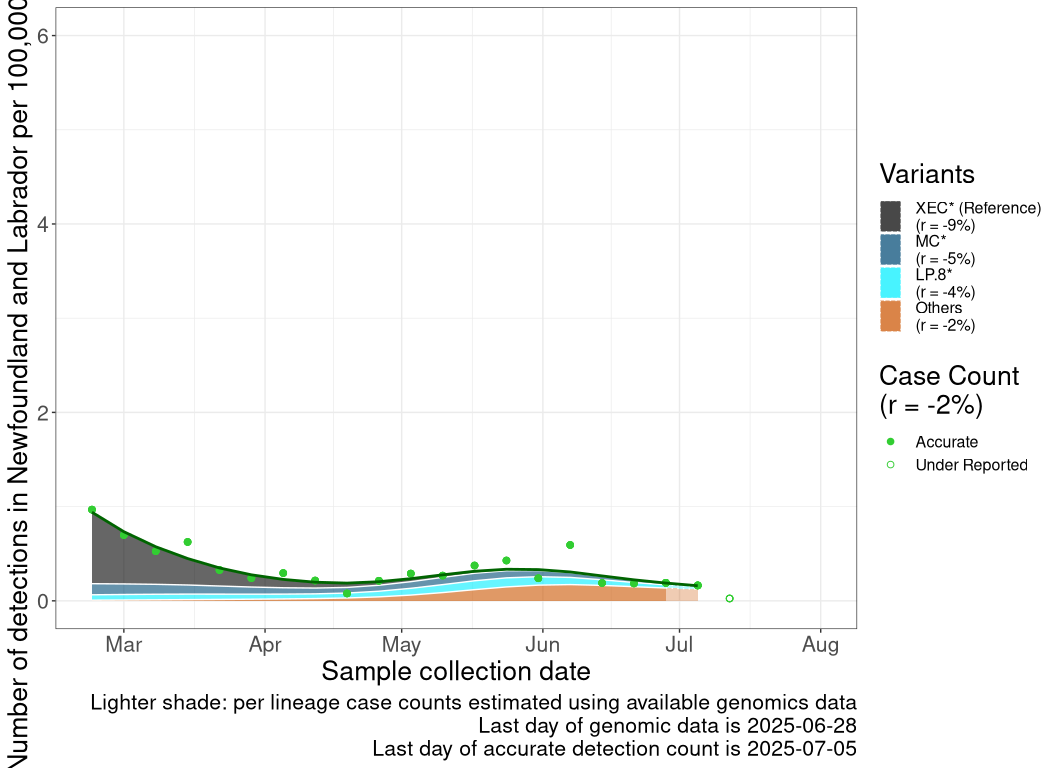 Number of detections in Newfoundland and Labrador per 100,000
6
4
2
0
Mar Apr May Jun Jul Aug
Sample collection date
Lighter shade: per lineage case counts estimated using available genomics data
Last day of genomic data is 2025-06-28
Last day of accurate detection count is 2025-07-05
Variants
XEC* (Reference)
(r = -9%)
MC*
(r = -5%)
LP.8*
(r = -4%)
Others
(r = -2%)
Case Count
(r = -2%)
Accurate
Under Reported